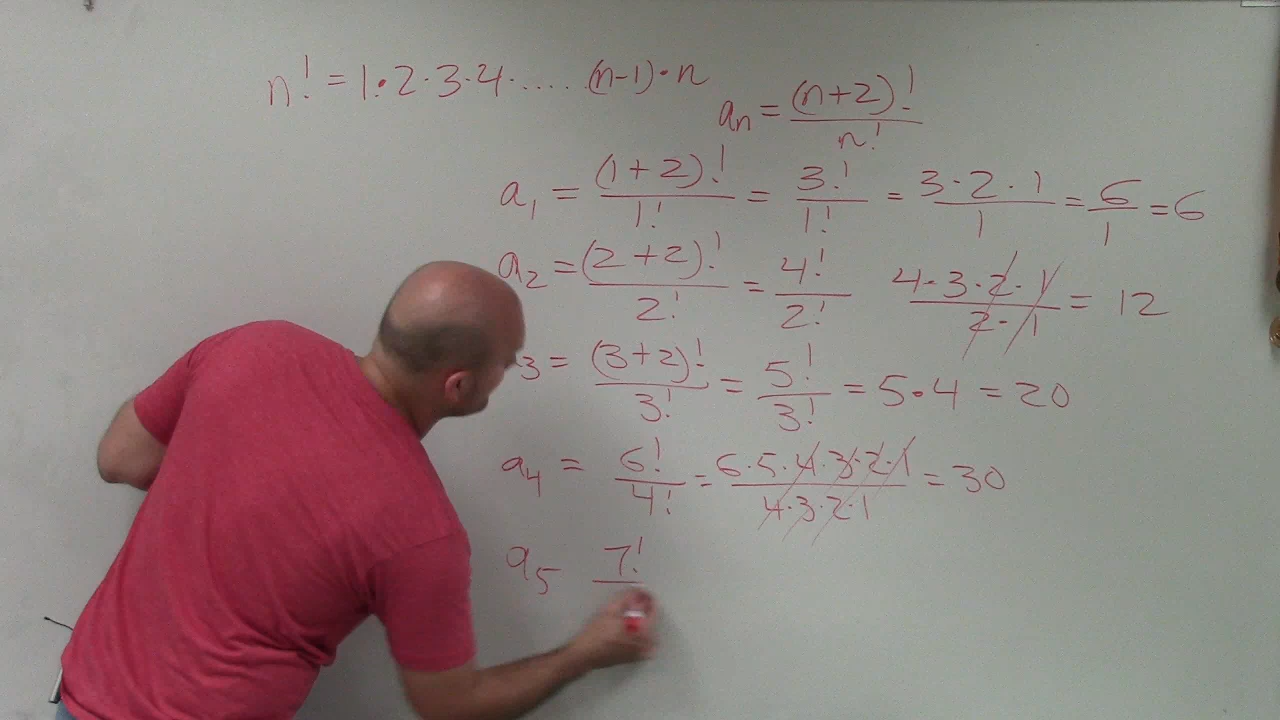 n! = 1·2·3·4·.....(n-1)·n
aₙ = (n+2)! / n!
a₁ = (1+2)! / 1! = 3! / 1! = 3·2·1 / 1 = 6 / 1 = 6
a₂ = (2+2)! / 2! = 4! / 2! 4·3·2·1 / 2·1 = 12
3 = (3+2)! / 3! = 5! / 3! = 5·4 = 20
a₄ = 6! / 4! = 6·5·4·3·2·1 / 4·3·2·1 = 30
a₅ 7!